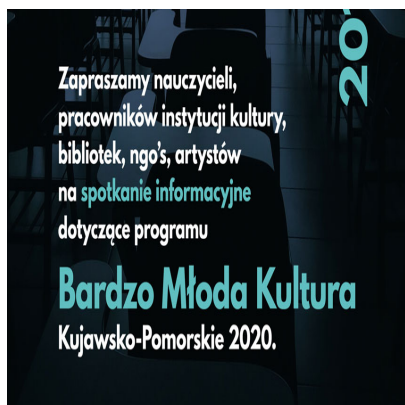 Zapraszamy nauczycieli,
pracowników instytucji kultury,
bibliotek, ngo's, artystów
na spotkanie informacyjne
dotyczące programu
Bardzo Młoda Kultura
Kujawsko-Pomorskie 2020.